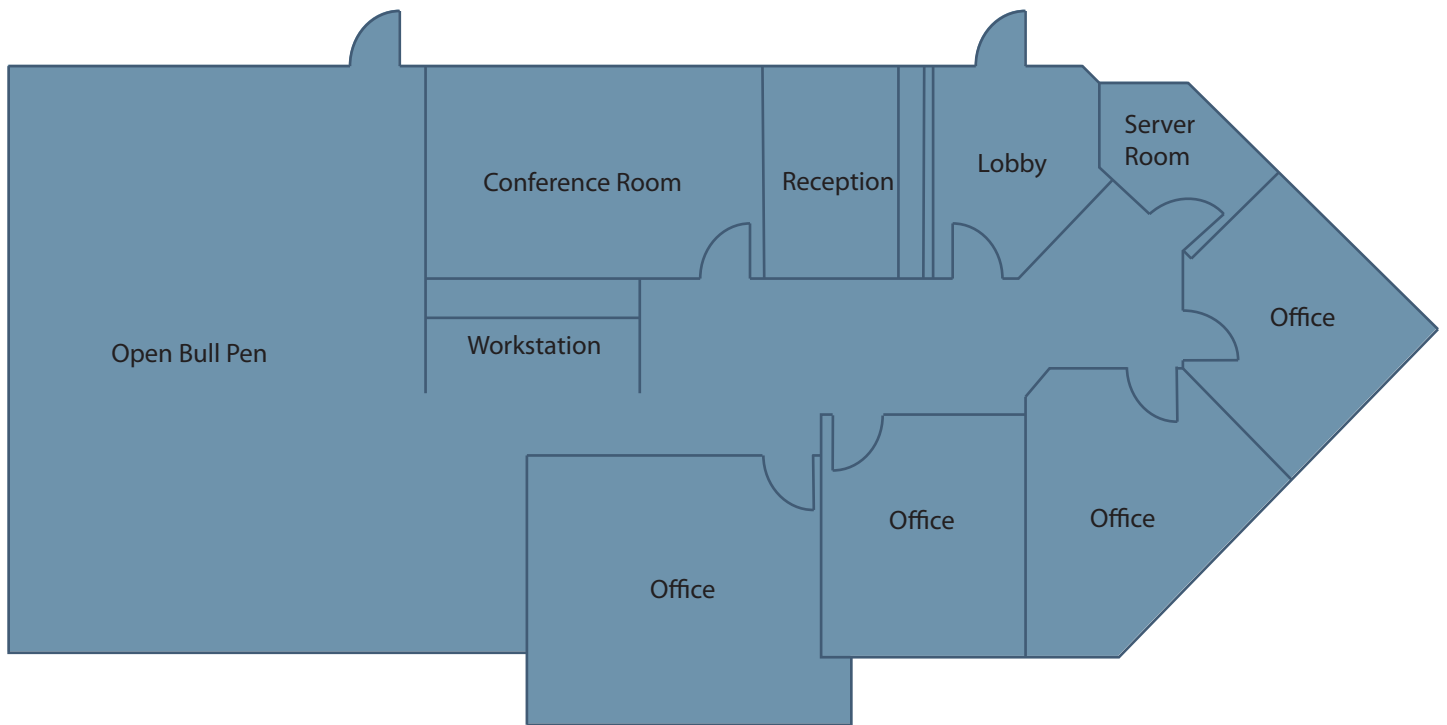 Server
Room
Lobby
Conference Room
Reception
Office
Workstation
Open Bull Pen
Office
Office
Office